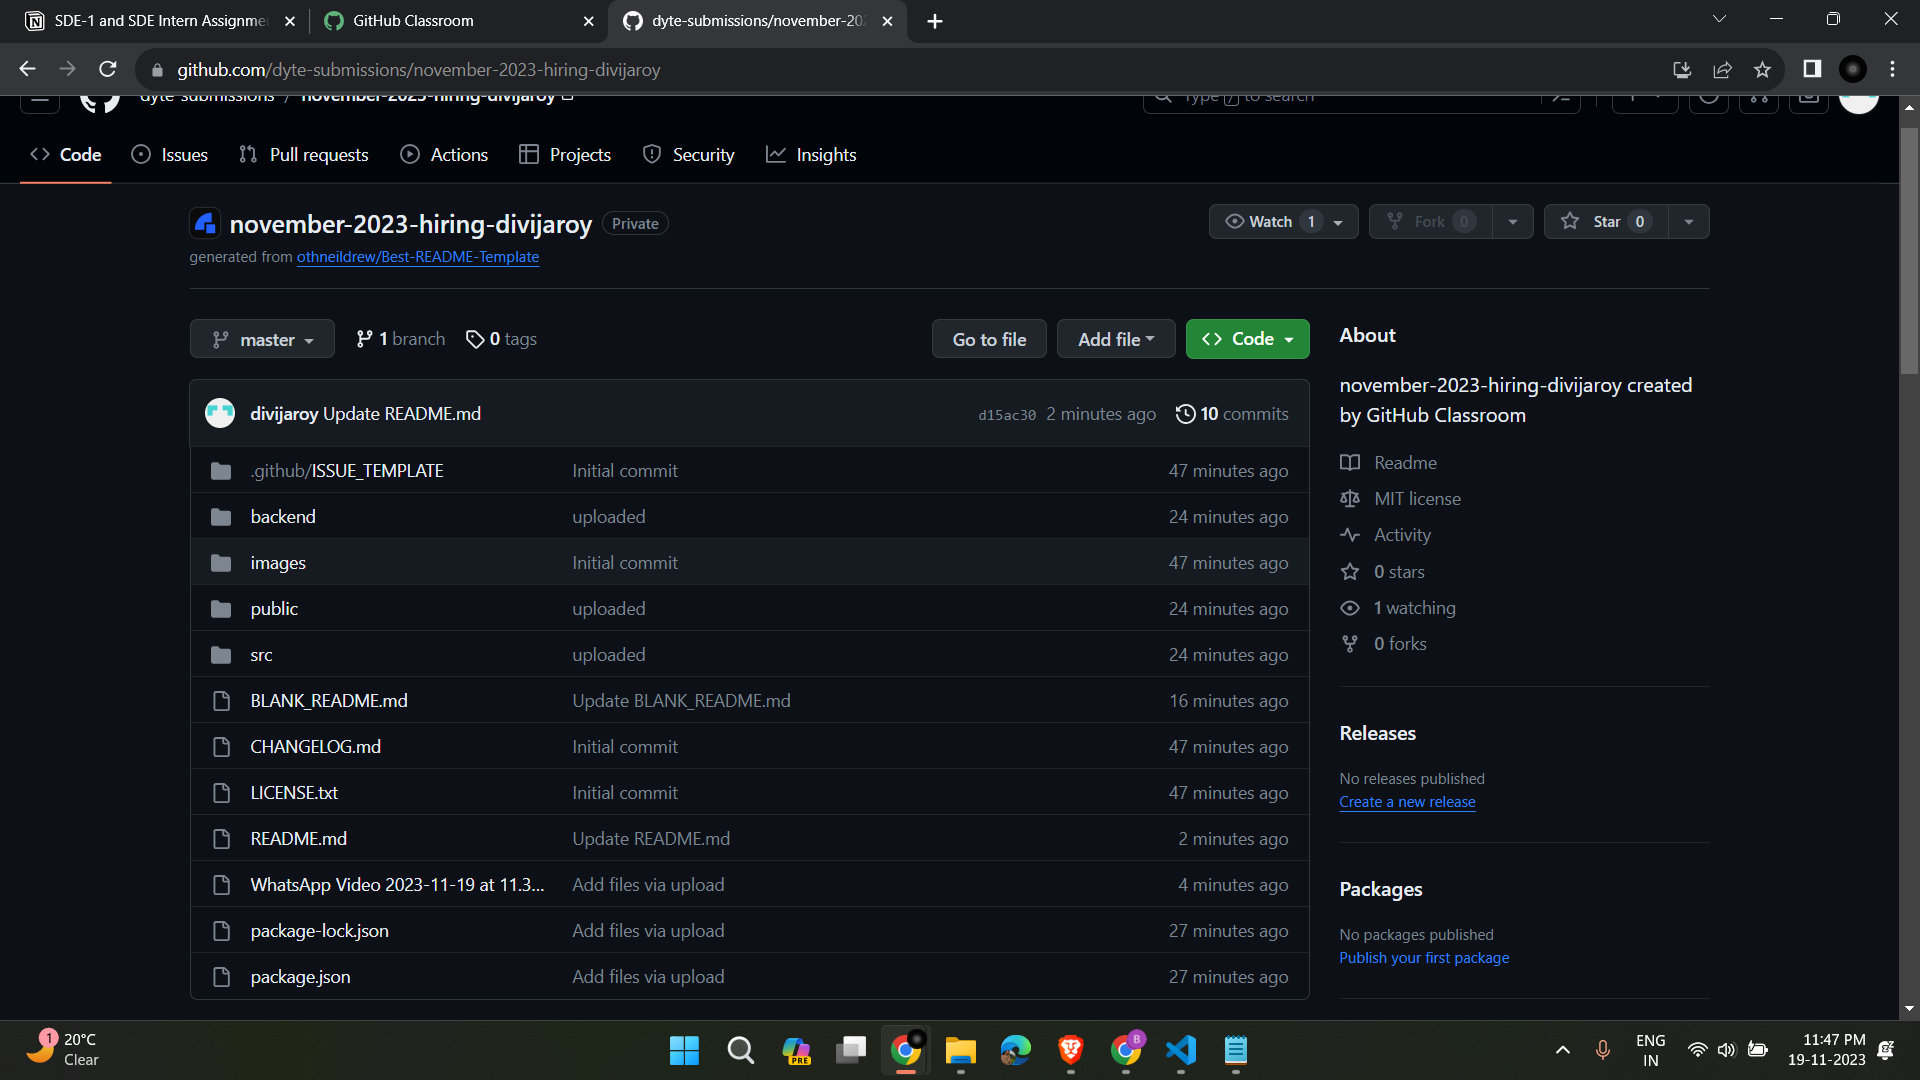 SDE-1 and SDE Intern Assignme
GitHub Classroom
dyte-submissions/november-202
github.com/dyte-submissions/november-2023-hiring-divijaroy
dyte-submissions / november-2023-hiring-divijaroy
Type / to search
Code
Issues
Pull requests
Actions
Projects
Security
Insights
november-2023-hiring-divijaroy Private
Watch 1
Fork 0
Star 0
generated from othneildrew/Best-README-Template
master
1 branch
0 tags
Go to file
Add file
Code
divijaroy Update README.md d15ac30 2 minutes ago 10 commits
.github/ISSUE_TEMPLATE Initial commit 47 minutes ago
backend uploaded 24 minutes ago
images Initial commit 47 minutes ago
public uploaded 24 minutes ago
src uploaded 24 minutes ago
BLANK_README.md Update BLANK_README.md 16 minutes ago
CHANGELOG.md Initial commit 47 minutes ago
LICENSE.txt Initial commit 47 minutes ago
README.md Update README.md 2 minutes ago
WhatsApp Video 2023-11-19 at 11.3... Add files via upload 4 minutes ago
package-lock.json Add files via upload 27 minutes ago
package.json Add files via upload 27 minutes ago
About
november-2023-hiring-divijaroy created
by GitHub Classroom
Readme
MIT license
Activity
0 stars
1 watching
0 forks
Releases
No releases published
Create a new release
Packages
No packages published
Publish your first package
1
20°C
Clear
PRE
B
ENG
IN
11:47 PM
19-11-2023